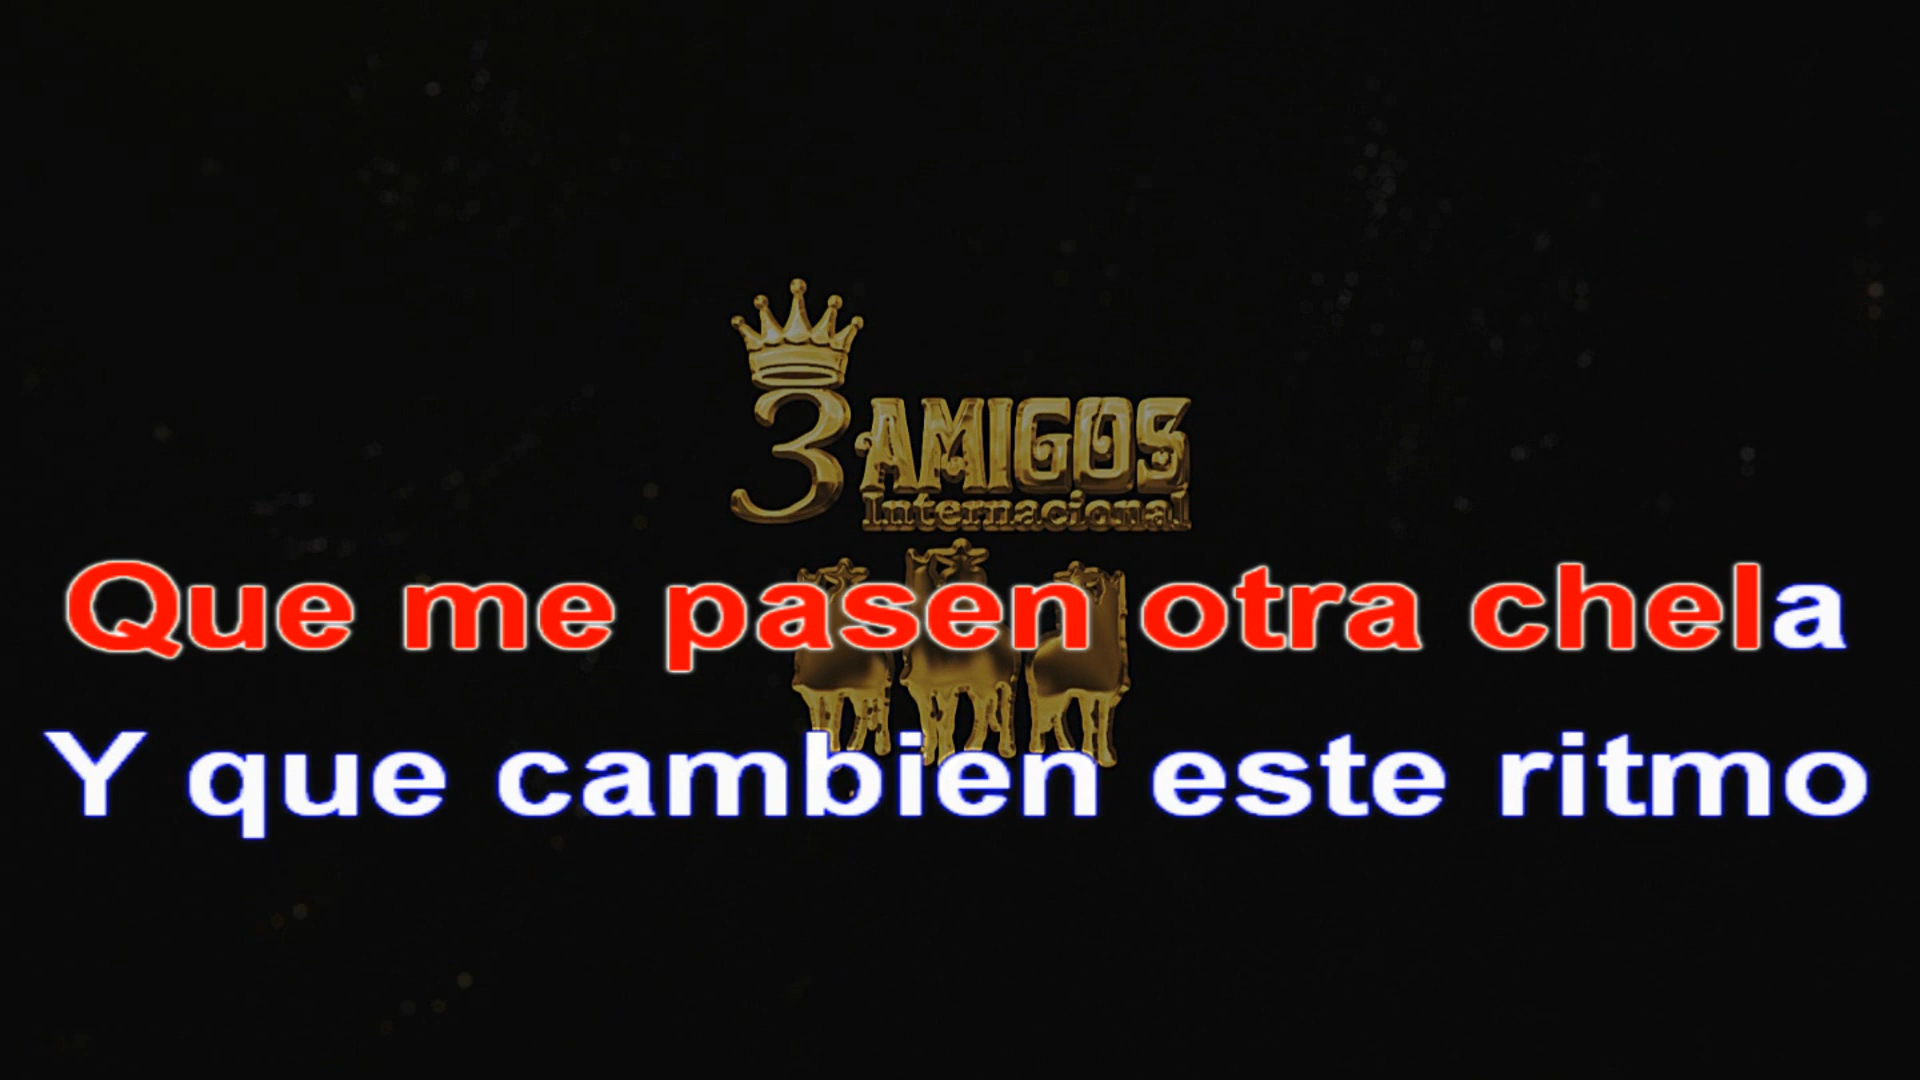 3 AMIGOS
Internacional
Que me pasen otra chela
Y que cambien este ritmo